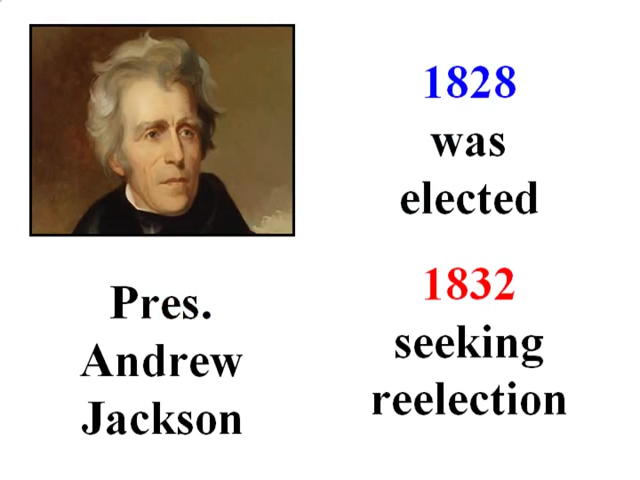 Pres.
Andrew
Jackson
1828
was
elected
1832
seeking
reelection